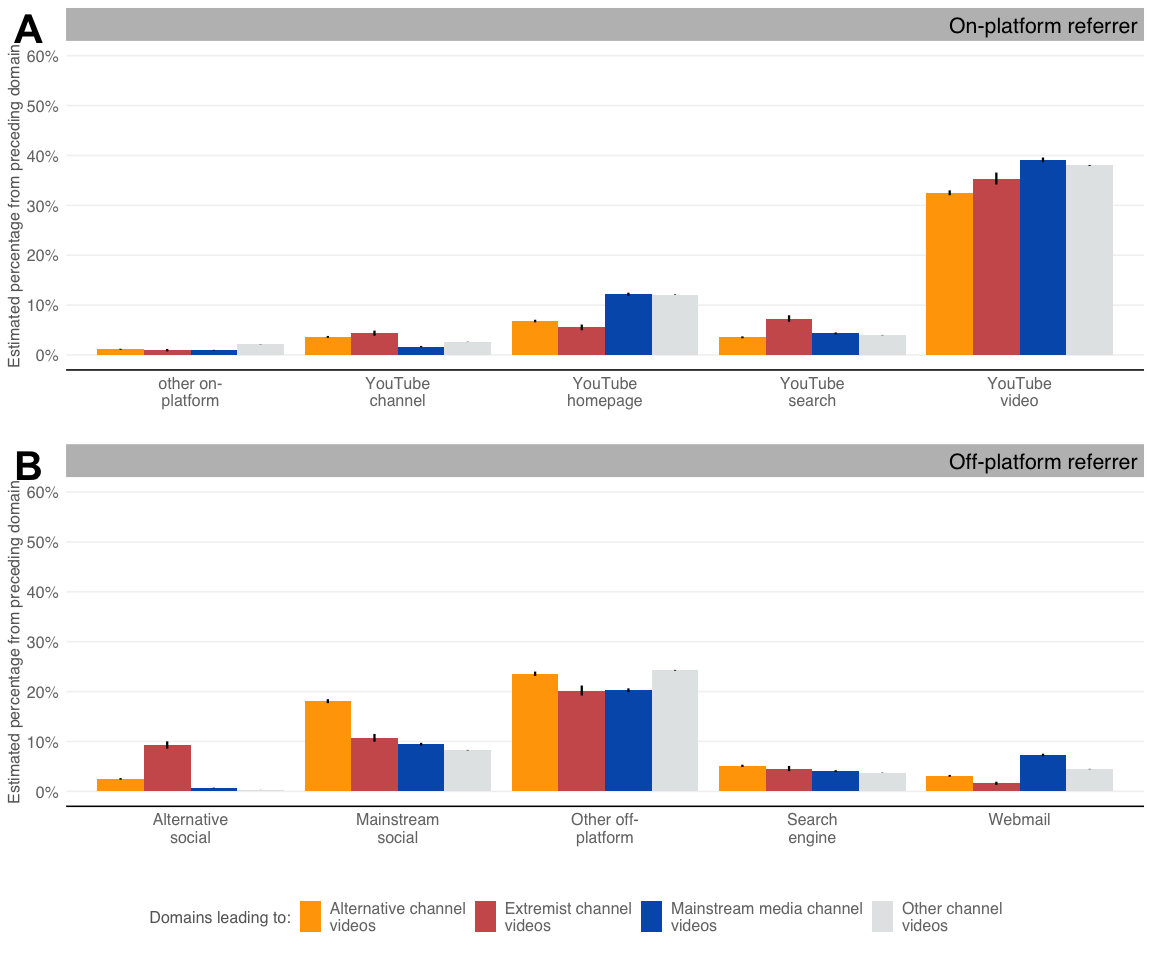 A
On-platform referrer
Estimated percentage from preceding domain
60%
50%
40%
30%
20%
10%
0%
other on-
platform
YouTube
channel
YouTube
homepage
YouTube
search
YouTube
video
B
Off-platform referrer
Estimated percentage from preceding domain
60%
50%
40%
30%
20%
10%
0%
Alternative
social
Mainstream
social
Other off-
platform
Search
engine
Webmail
Domains leading to:
Alternative channel
videos
Extremist channel
videos
Mainstream media channel
videos
Other channel
videos